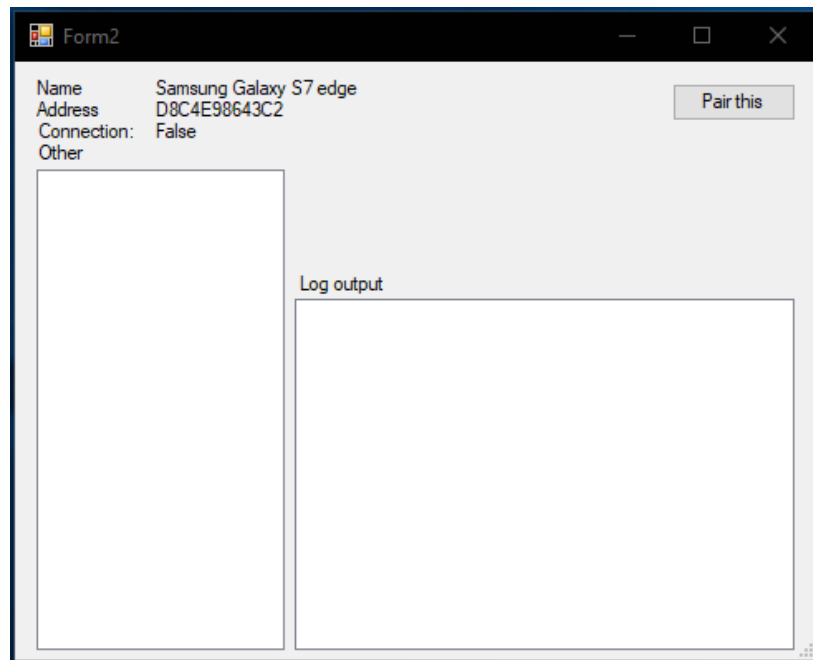 Form2
Name Samsung Galaxy S7 edge
Address D8C4E98643C2
Connection: False
Other
Pair this
Log output